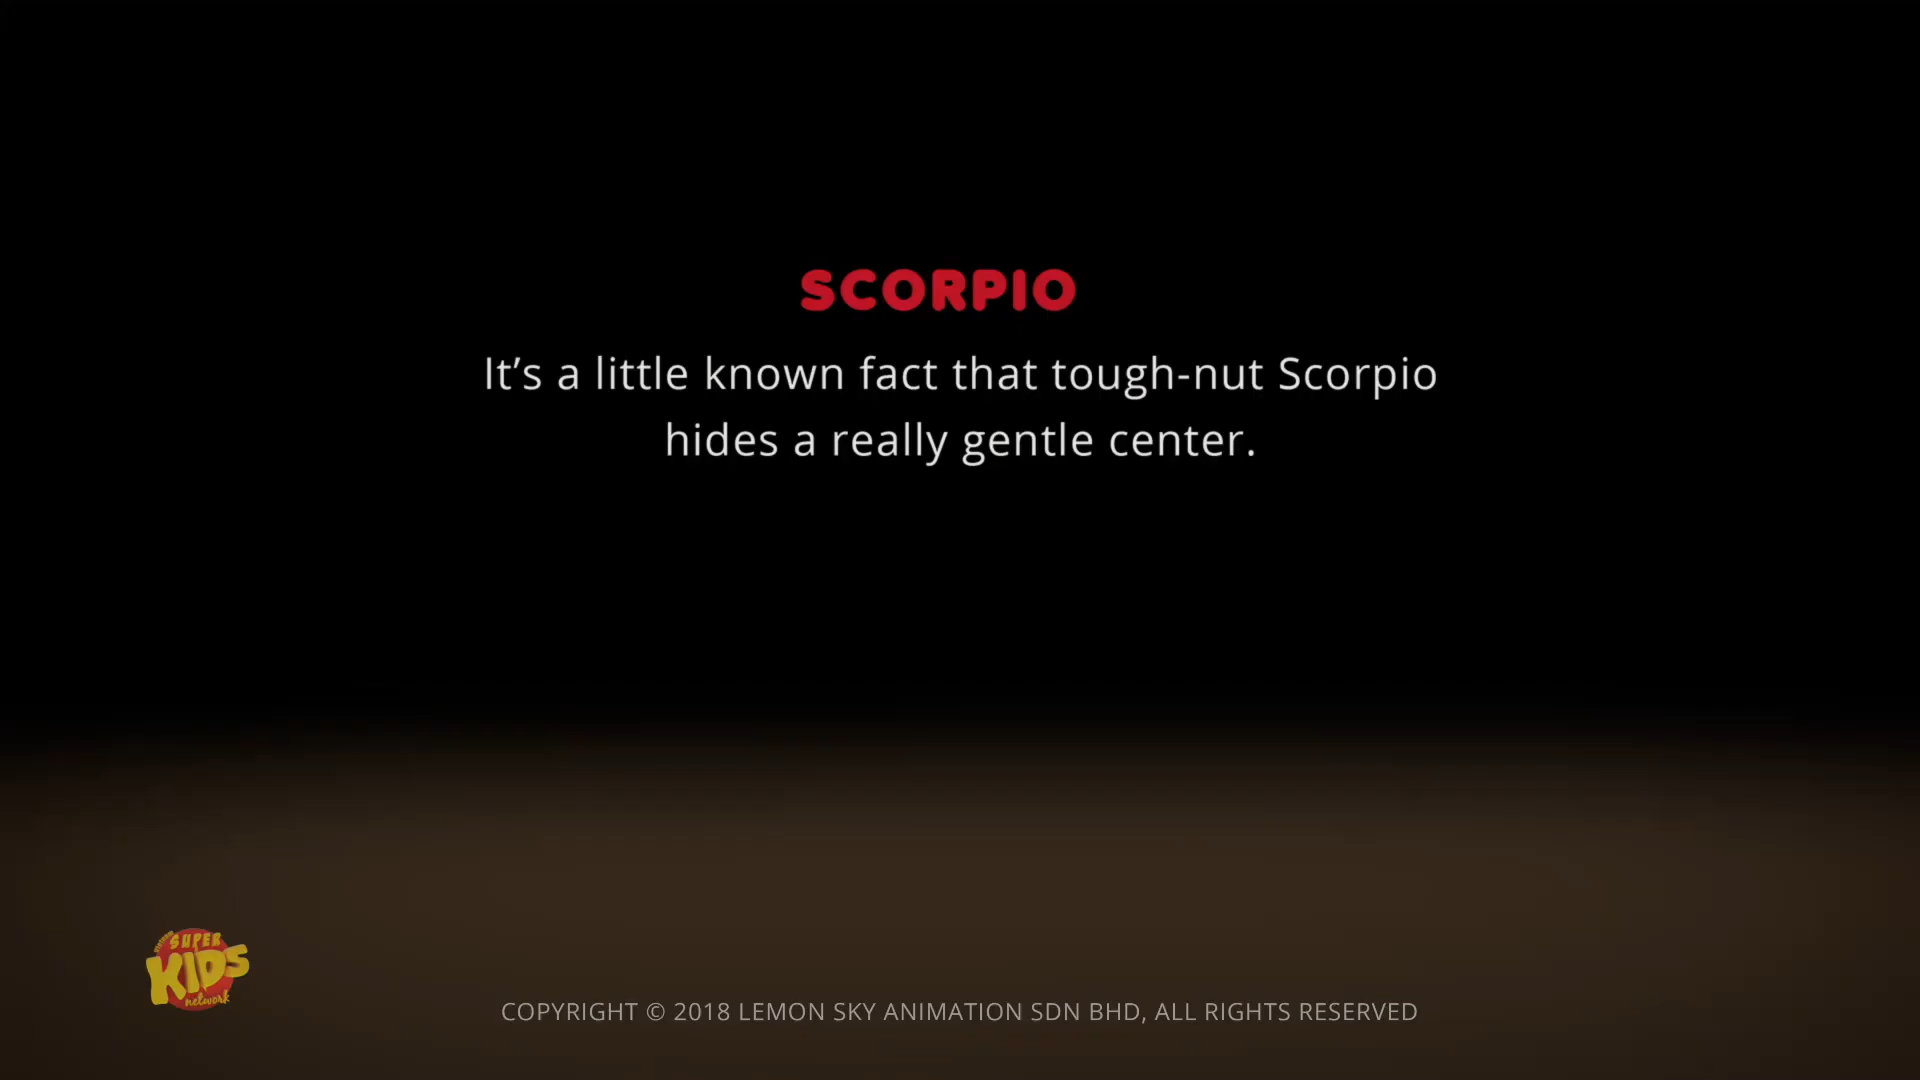 SCORPIO
It’s a little known fact that tough-nut Scorpio
hides a really gentle center.
SUPER
KIDS
network
COPYRIGHT © 2018 LEMON SKY ANIMATION SDN BHD, ALL RIGHTS RESERVED